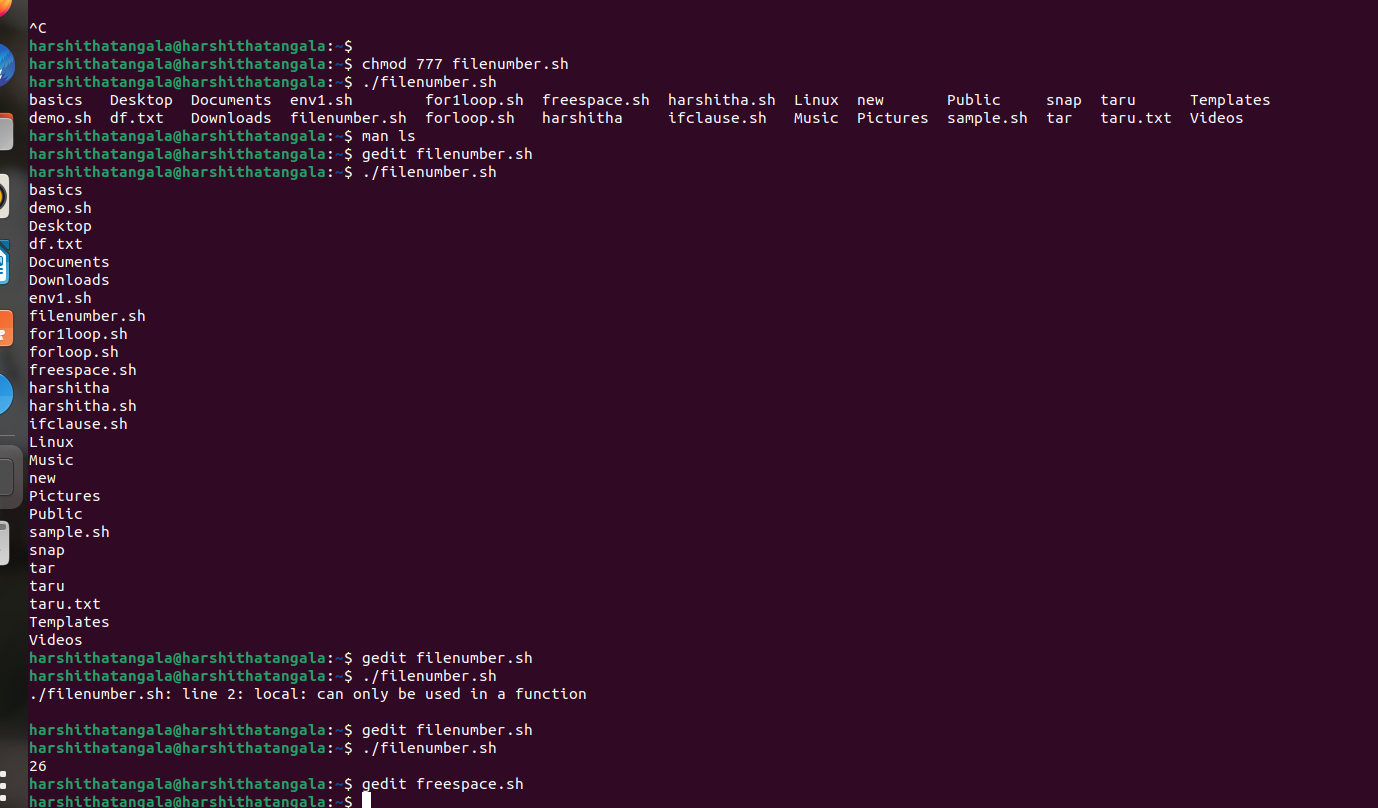 ^C
harshithatangala@harshithatangala:~$
harshithatangala@harshithatangala:~$ chmod 777 filenumber.sh
harshithatangala@harshithatangala:~$ ./filenumber.sh
basics   Desktop  Documents  env1.sh        for1loop.sh  freespace.sh  harshitha.sh  Linux  new       Public     snap  taru      Templates
demo.sh  df.txt   Downloads  filenumber.sh  forloop.sh   harshitha     ifclause.sh   Music  Pictures  sample.sh  tar   taru.txt  Videos
harshithatangala@harshithatangala:~$ man ls
harshithatangala@harshithatangala:~$ gedit filenumber.sh
harshithatangala@harshithatangala:~$ ./filenumber.sh
basics
demo.sh
Desktop
df.txt
Documents
Downloads
env1.sh
filenumber.sh
for1loop.sh
forloop.sh
freespace.sh
harshitha
harshitha.sh
ifclause.sh
Linux
Music
new
Pictures
Public
sample.sh
snap
tar
taru
taru.txt
Templates
Videos
harshithatangala@harshithatangala:~$ gedit filenumber.sh
harshithatangala@harshithatangala:~$ ./filenumber.sh
./filenumber.sh: line 2: local: can only be used in a function
harshithatangala@harshithatangala:~$ gedit filenumber.sh
harshithatangala@harshithatangala:~$ ./filenumber.sh
26
harshithatangala@harshithatangala:~$ gedit freespace.sh
harshithatangala@harshithatangala:~$